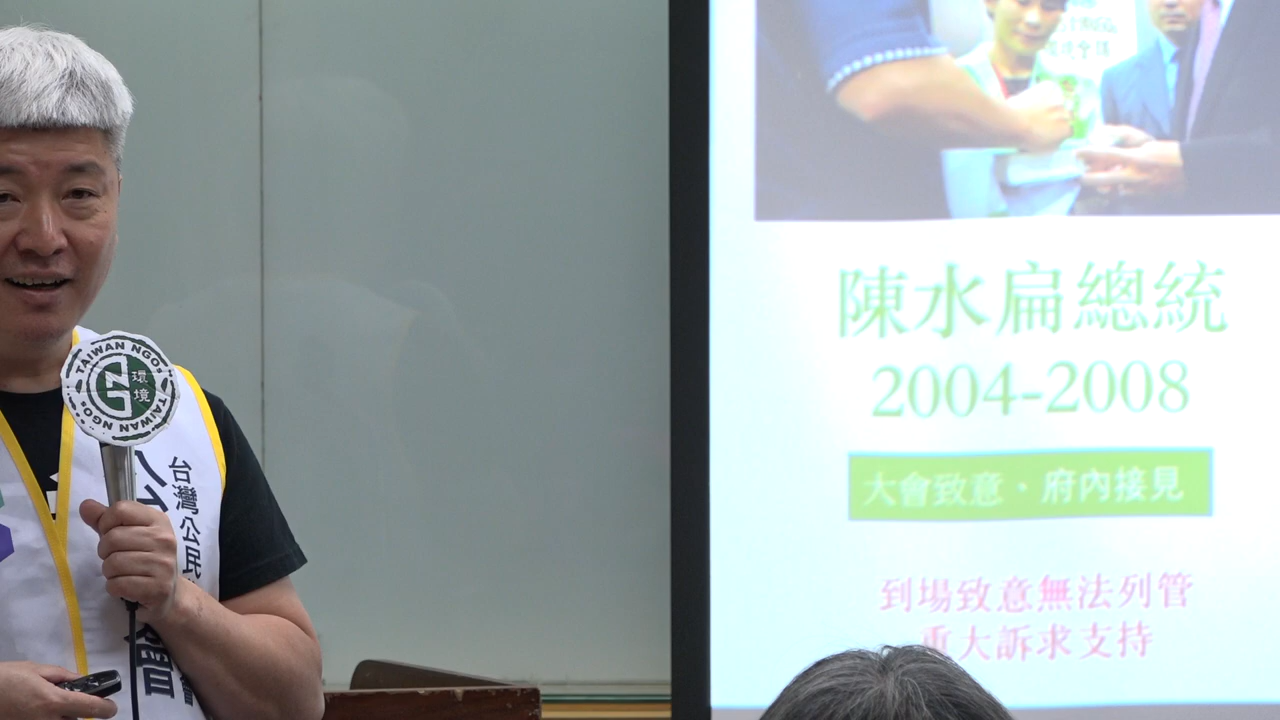 TAIWAN NGOs
環境
TAIWAN NGOs
台灣公民
會
陳水扁總統
2004-2008
大會致意、府內接見
到場致意無法列管
重大訴求支持